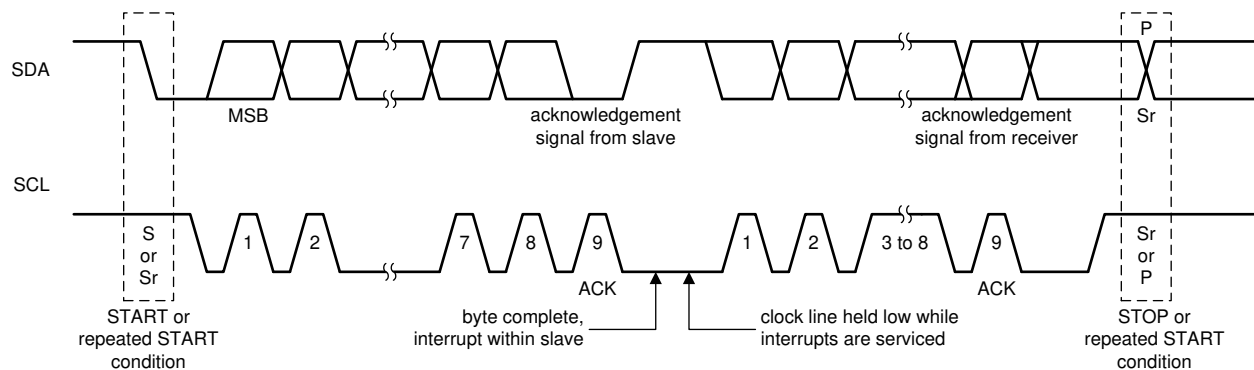 P
SDA
MSB
acknowledgement
signal from slave
acknowledgement
signal from receiver
Sr
SCL
S
or
Sr
1
2
7
8
9
1
2
3 to 8
9
Sr
or
P
ACK
ACK
START or
repeated START
condition
byte complete,
interrupt within slave
clock line held low while
interrupts are serviced
STOP or
repeated START
condition